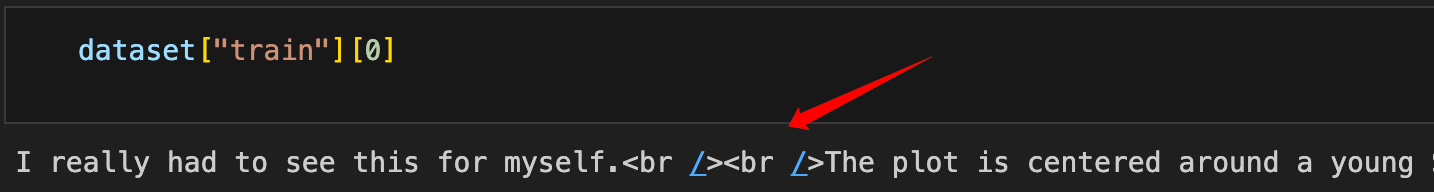 dataset["train"][0]
I really had to see this for myself.<br /><br />The plot is centered around a young